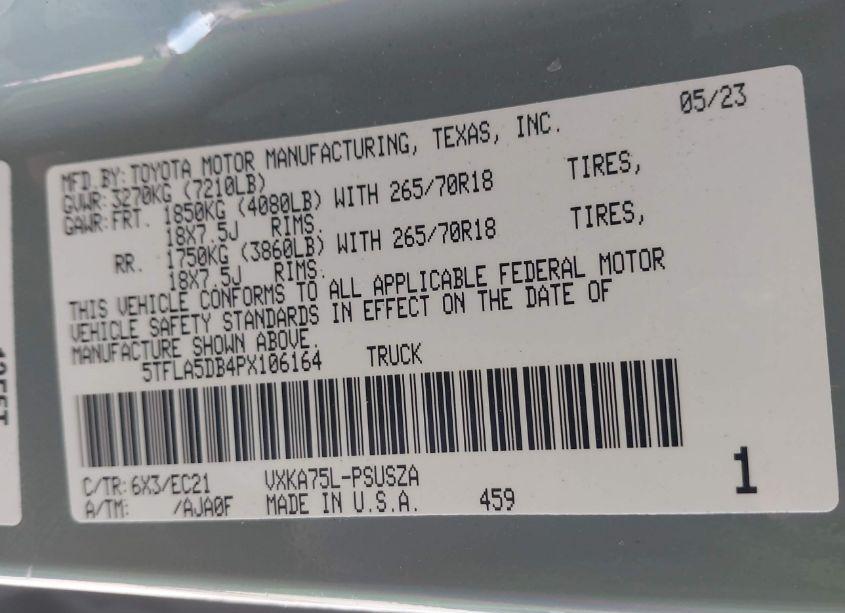 05/23
MFD.BY:TOYOTA MOTOR MANUFACTURING, TEXAS, INC.
GVWR:3270KG (7210LB)
GAWR:FRT. 1850KG (4080LB) WITH 265/70R18 TIRES,
18X7.5J RIMS.
RR. 1750KG (3860LB) WITH 265/70R18 TIRES,
18X7.5J RIMS.
THIS VEHICLE CONFORMS TO ALL APPLICABLE FEDERAL MOTOR
VEHICLE SAFETY STANDARDS IN EFFECT ON THE DATE OF
MANUFACTURE SHOWN ABOVE.
5TFLA5DB4PX106164 TRUCK
C/TR:6X3/EC21 VXKA75L-PSUSZA
A/TM: /AJA0F MADE IN U.S.A. 459
1